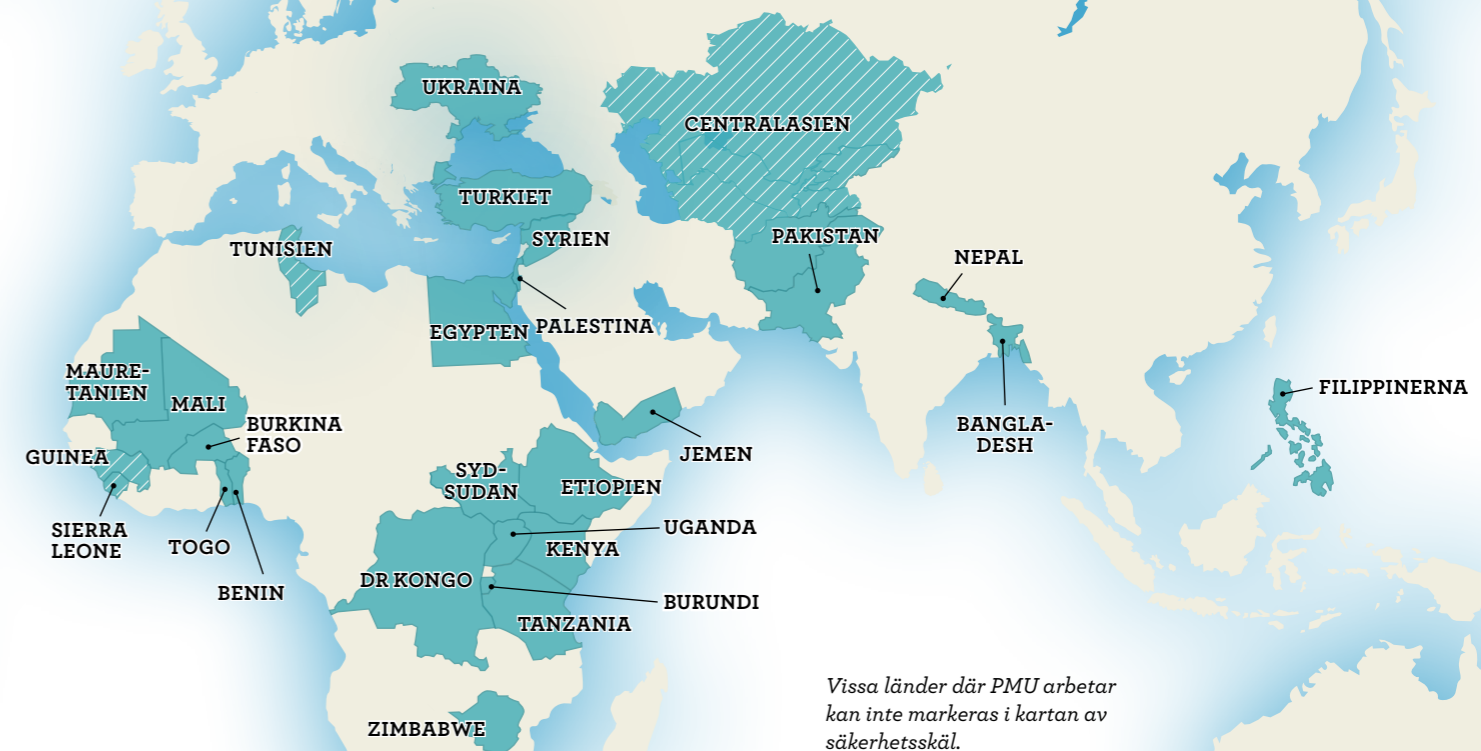 UKRAINA
CENTRALASIEN
TURKIET
SYRIEN
TUNISIEN
PAKISTAN
NEPAL
EGYPTEN
PALESTINA
MAURE-
TANIEN
MALI
BURKINA
FASO
FILIPPINERNA
BANGLA-
DESH
JEMEN
GUINEA
SYD-
SUDAN
ETIOPIEN
SIERRA
LEONE
TOGO
BENIN
UGANDA
KENYA
DR KONGO
BURUNDI
TANZANIA
ZIMBABWE
Vissa länder där PMU arbetar
kan inte markeras i kartan av
säkerhetsskäl.